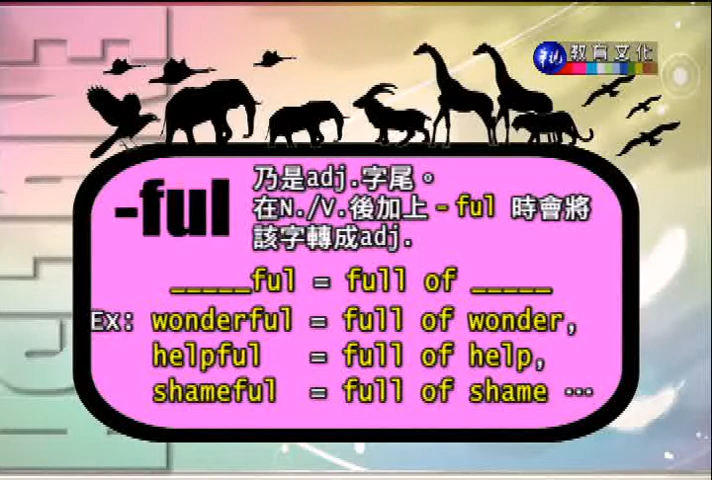 華視 教育文化
-ful
乃是adj.字尾。
在N./V.後加上-ful 時會將
該字轉成adj.
_____ful = full of _____
Ex: wonderful = full of wonder,
helpful = full of help,
shameful = full of shame …